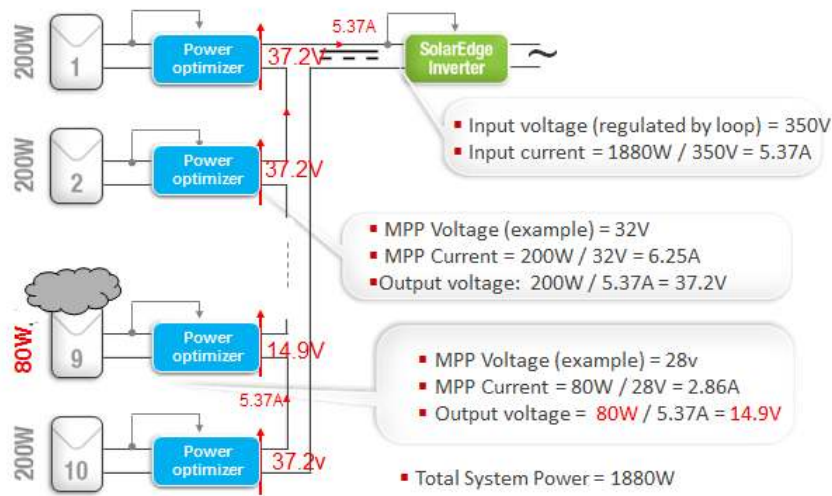 200W
1
Power
optimizer
37.2V
5.37A
SolarEdge
Inverter
~
▪ Input voltage (regulated by loop) = 350V
▪ Input current = 1880W / 350V = 5.37A
200W
2
Power
optimizer
37.2V
▪ MPP Voltage (example) = 32V
▪ MPP Current = 200W / 32V = 6.25A
▪ Output voltage: 200W / 5.37A = 37.2V
80W
9
Power
optimizer
14.9V
5.37A
▪ MPP Voltage (example) = 28v
▪ MPP Current = 80W / 28V = 2.86A
▪ Output voltage = 80W / 5.37A = 14.9V
200W
10
Power
optimizer
37.2v
▪ Total System Power = 1880W